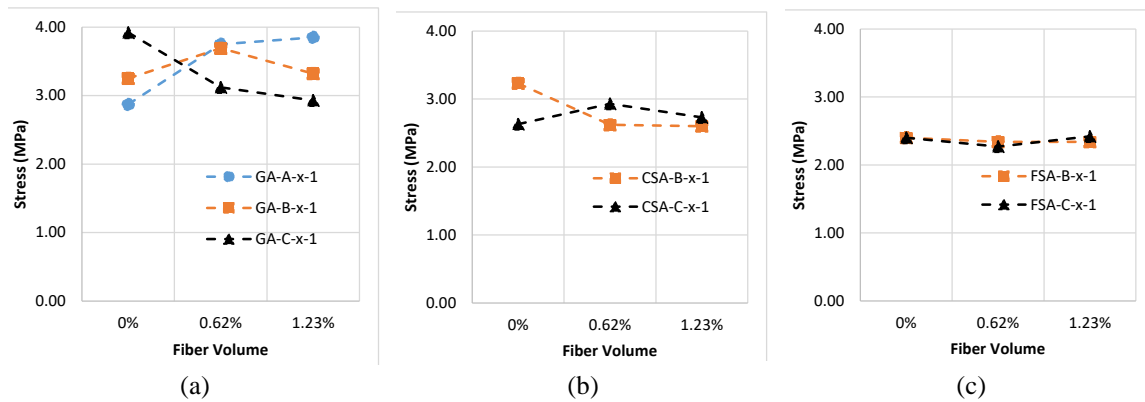 4.00
3.00
2.00
1.00
0.00
Stress (MPa)
GA-A-x-1
GA-B-x-1
GA-C-x-1
0%
0.62%
1.23%
Fiber Volume
(a)
4.00
3.00
2.00
1.00
0.00
Stress (MPa)
CSA-B-x-1
CSA-C-x-1
0%
0.62%
1.23%
Fiber Volume
(b)
4.00
3.00
2.00
1.00
0.00
Stress (MPa)
FSA-B-x-1
FSA-C-x-1
0%
0.62%
1.23%
Fiber Volume
(c)